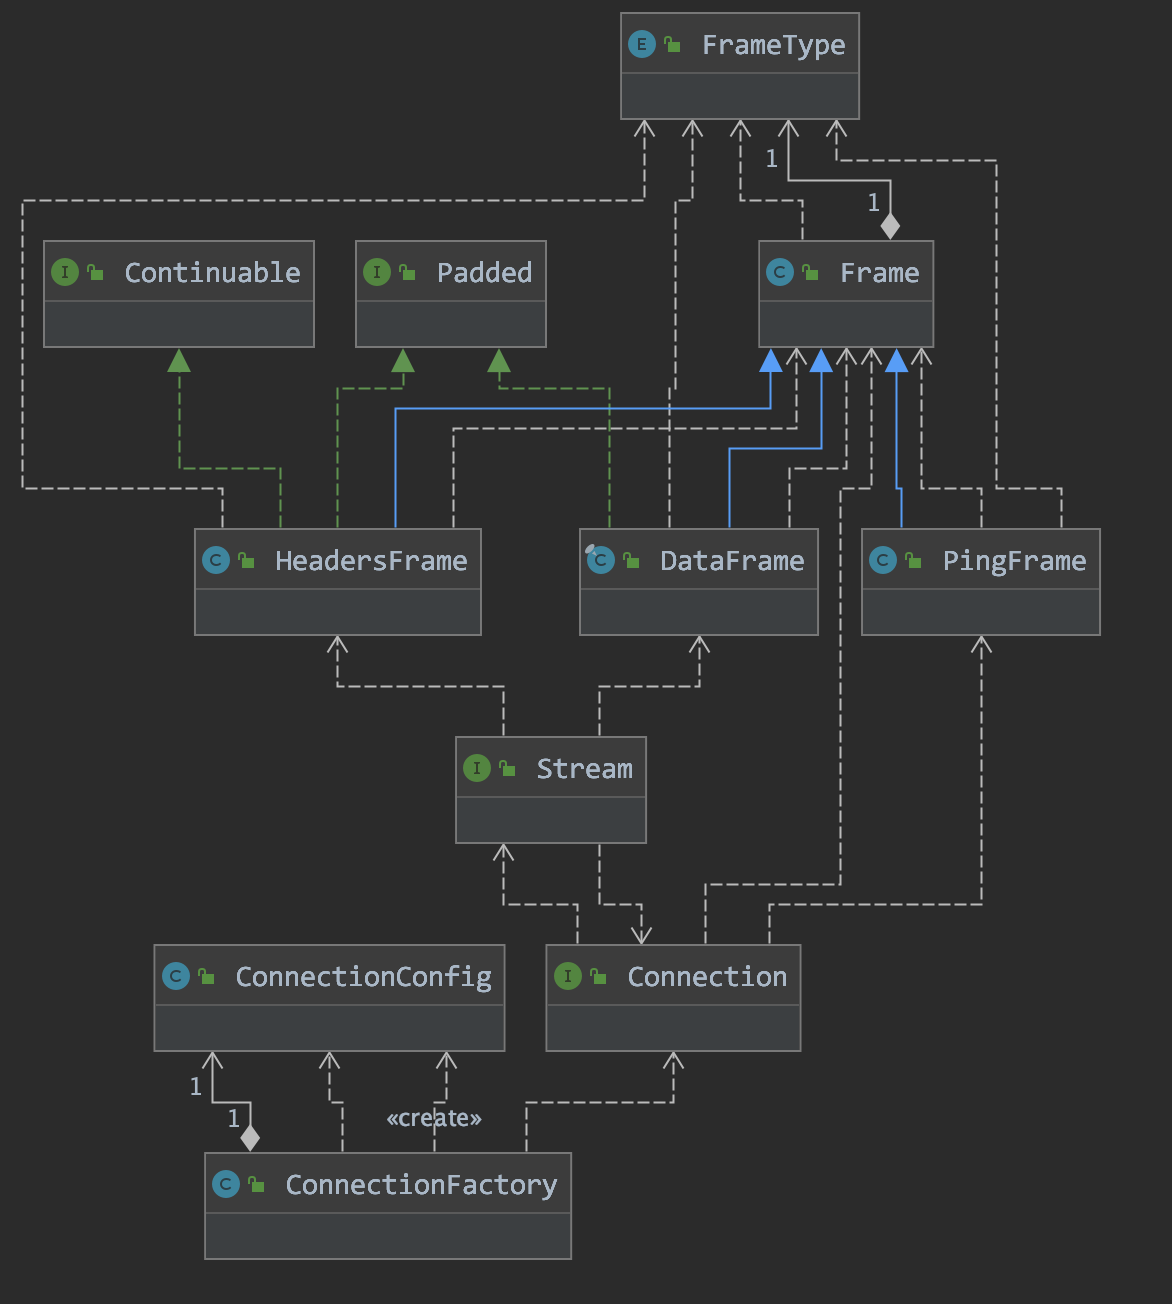 E FrameType
1
1
I Continuable
I Padded
C Frame
C HeadersFrame
C DataFrame
C PingFrame
I Stream
C ConnectionConfig
I Connection
1
1
«create»
C ConnectionFactory